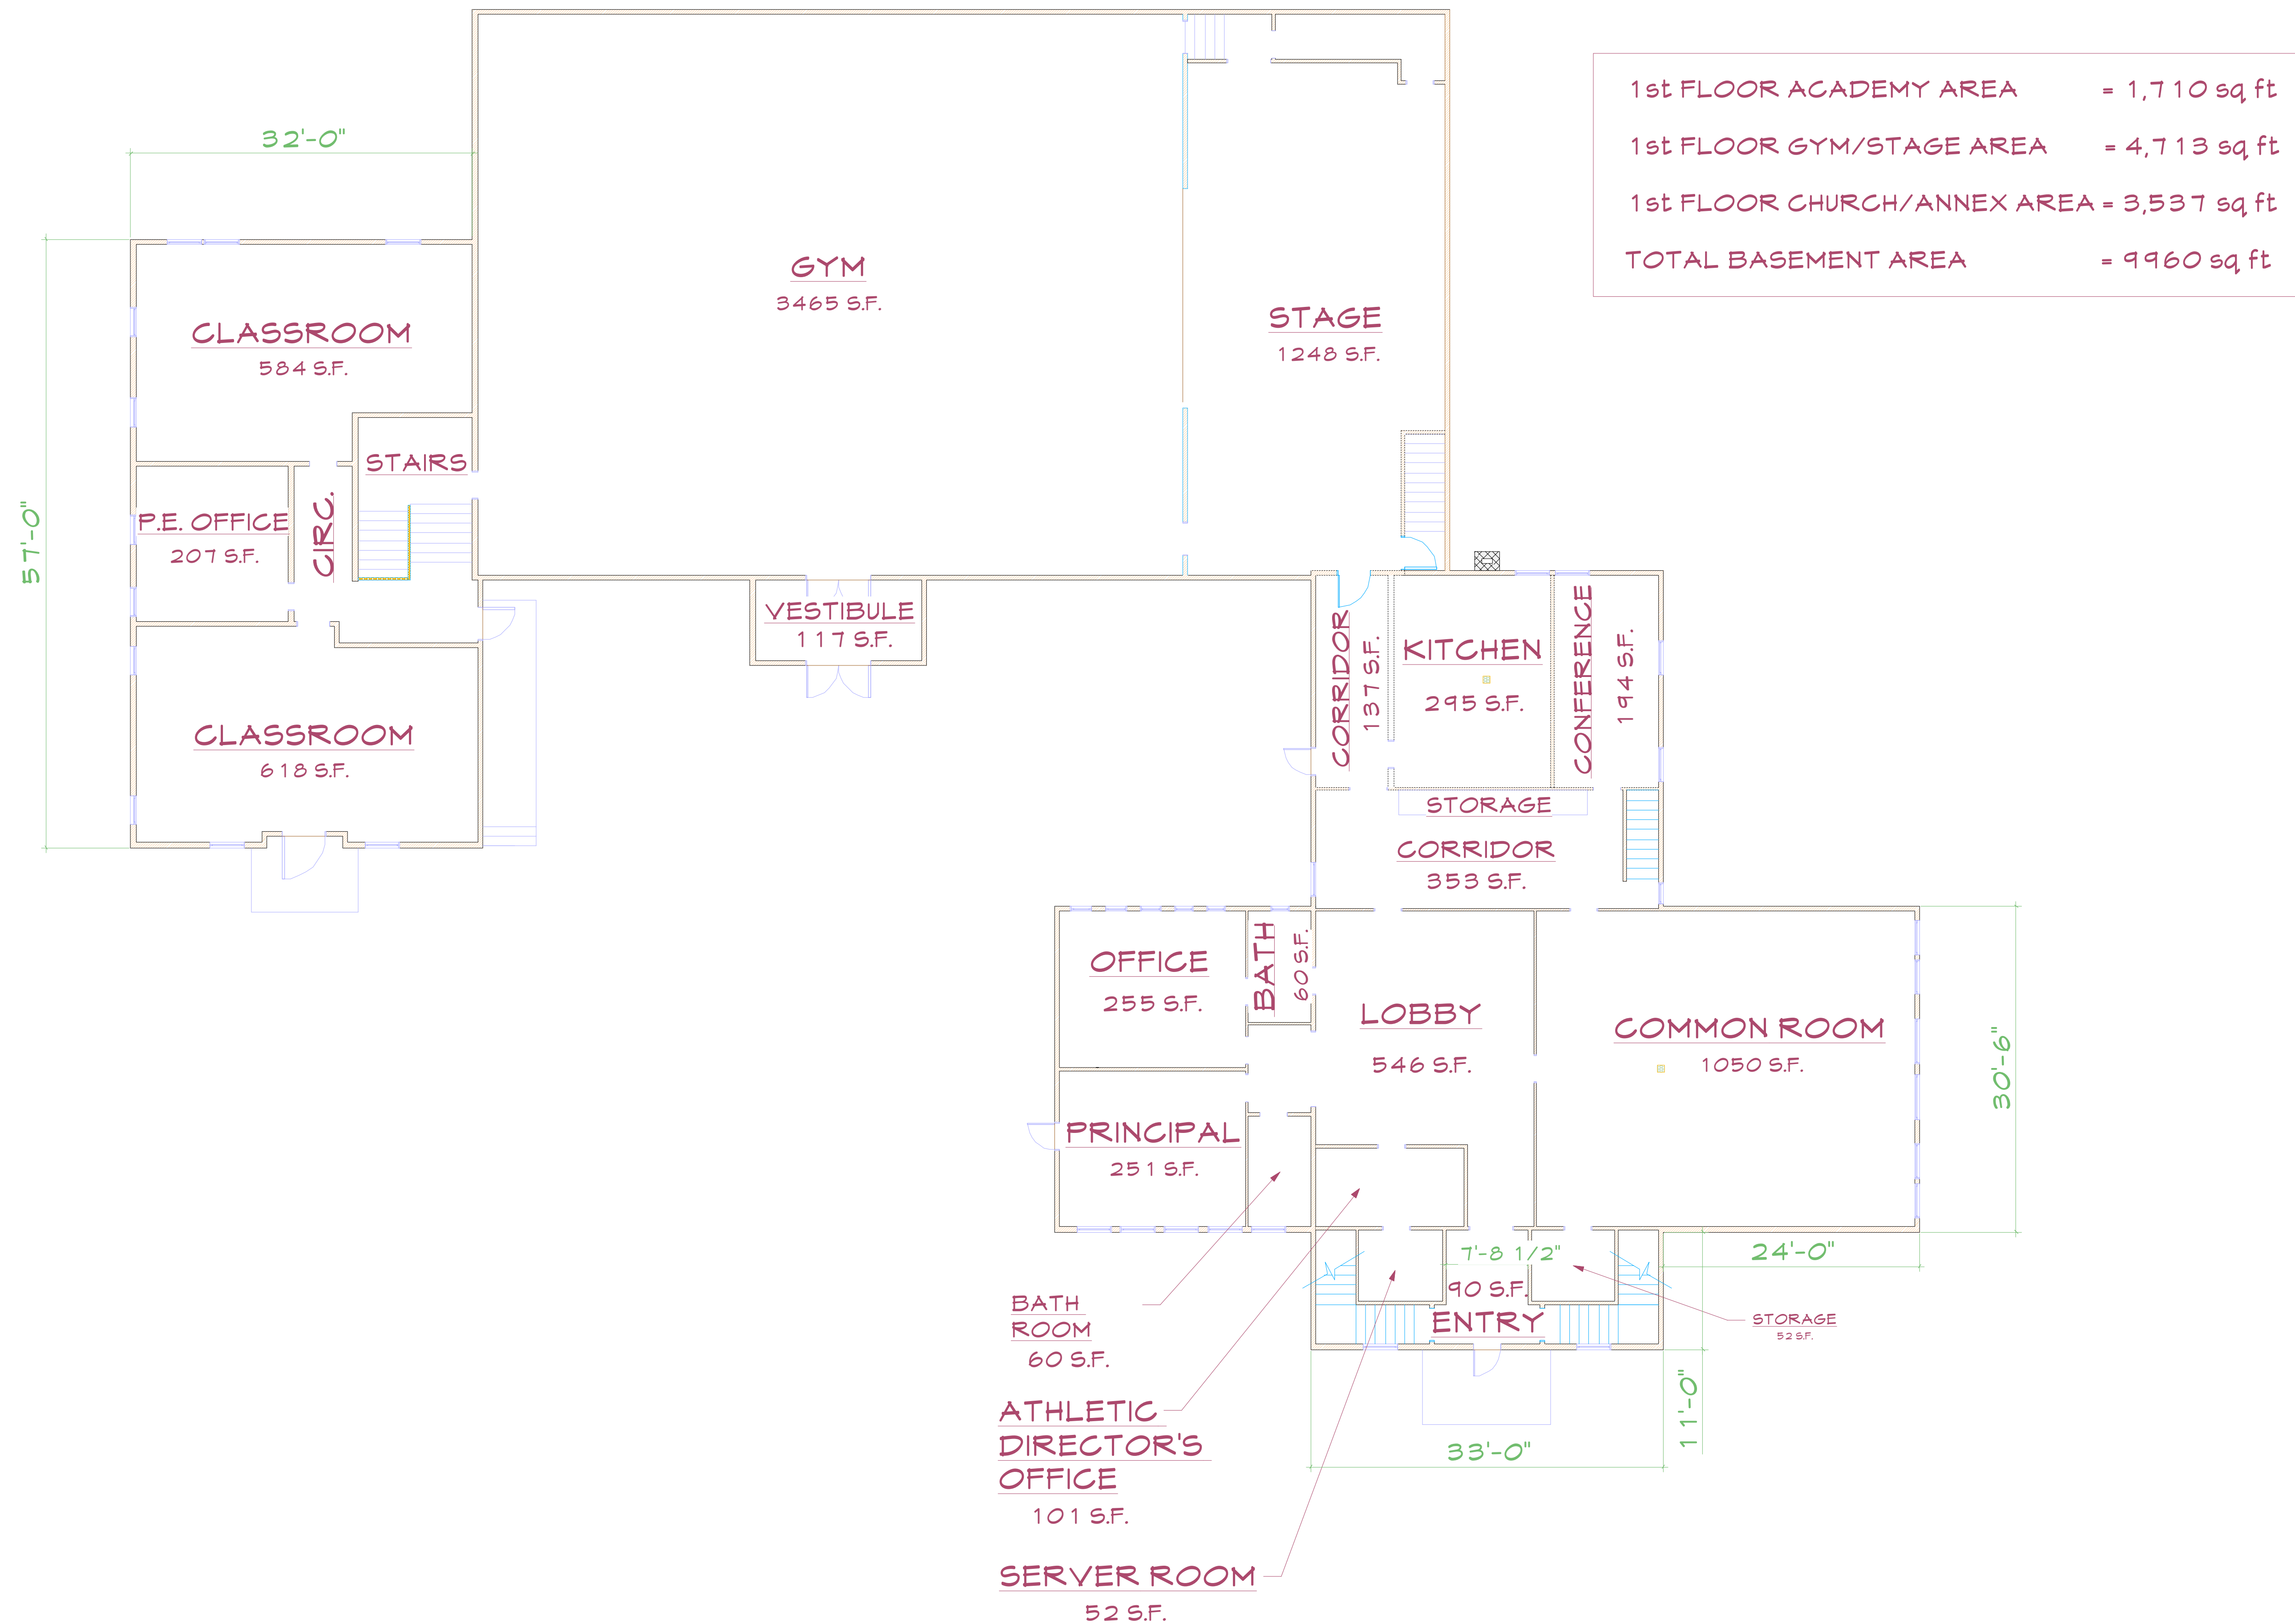 1st FLOOR ACADEMY AREA = 1,710 sq ft
1st FLOOR GYM/STAGE AREA = 4,713 sq ft
1st FLOOR CHURCH/ANNEX AREA = 3,537 sq ft
TOTAL BASEMENT AREA = 9960 sq ft
32'-0"
57'-0"
GYM
3465 S.F.
STAGE
1248 S.F.
CLASSROOM
584 S.F.
STAIRS
P.E. OFFICE
207 S.F.
CIRC.
VESTIBULE
117 S.F.
CLASSROOM
618 S.F.
CORRIDOR
137 S.F.
KITCHEN
295 S.F.
CONFERENCE
194 S.F.
STORAGE
CORRIDOR
353 S.F.
OFFICE
255 S.F.
BATH
60 S.F.
LOBBY
546 S.F.
COMMON ROOM
1050 S.F.
30'-6"
PRINCIPAL
251 S.F.
7'-8 1/2"
90 S.F.
ENTRY
24'-0"
STORAGE
52 S.F.
11'-0"
33'-0"
BATH
ROOM
60 S.F.
ATHLETIC
DIRECTOR'S
OFFICE
101 S.F.
SERVER ROOM
52 S.F.